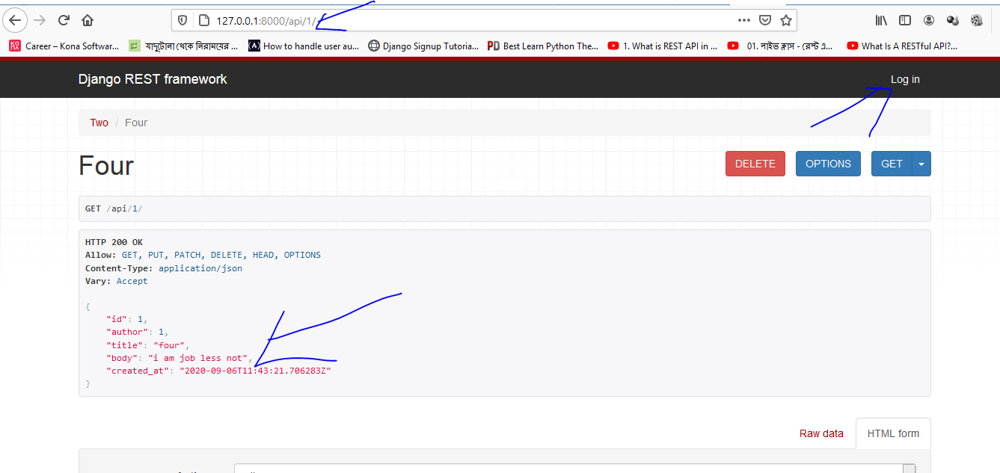 127.0.0.1:8000/api/1/
Career – Kona Softwar... যাদুটোনা থেকে নিরাময়ের ... How to handle user au... Django Signup Tutoria... Best Learn Python The... 1. What is REST API in ... 01. লাইভ ক্লাস - রেস্ট এ... What Is A RESTful API?...
Django REST framework Log in
Two / Four
Four
DELETE OPTIONS GET
GET /api/1/
HTTP 200 OK
Allow: GET, PUT, PATCH, DELETE, HEAD, OPTIONS
Content-Type: application/json
Vary: Accept
{
"id": 1,
"author": 1,
"title": "four",
"body": "i am job less not",
"created_at": "2020-09-06T11:43:21.706283Z"
}
Raw data HTML form